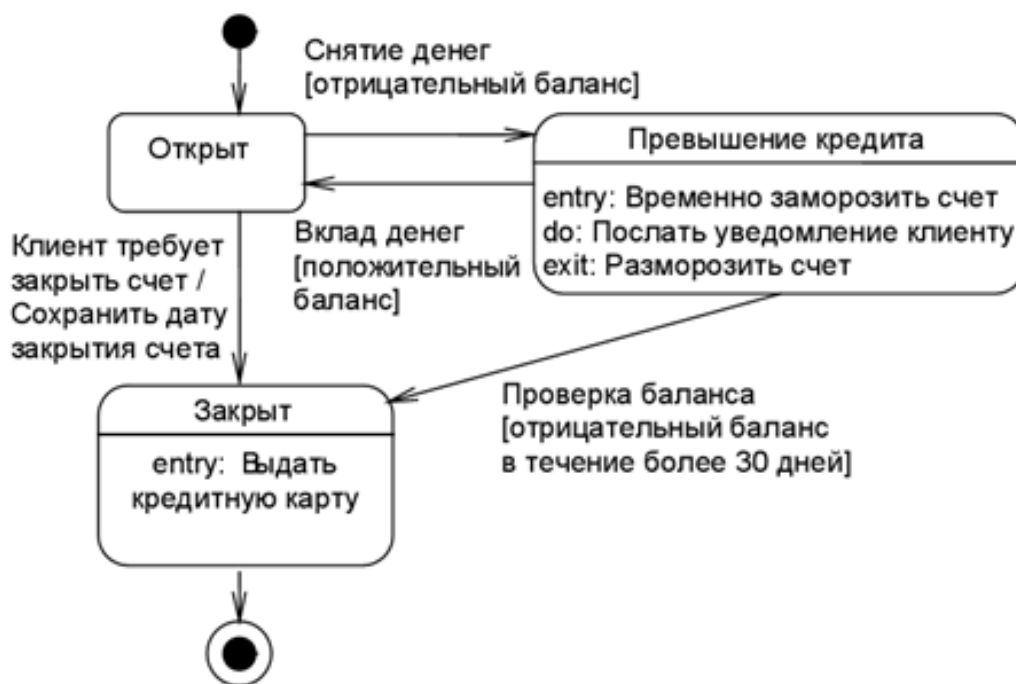 Снятие денег
[отрицательный баланс]
Открыт
Превышение кредита
entry: Временно заморозить счет
do: Послать уведомление клиенту
exit: Разморозить счет
Вклад денег
[положительный
баланс]
Клиент требует
закрыть счет /
Сохранить дату
закрытия счета
Закрыт
entry: Выдать
кредитную карту
Проверка баланса
[отрицательный баланс
в течение более 30 дней]